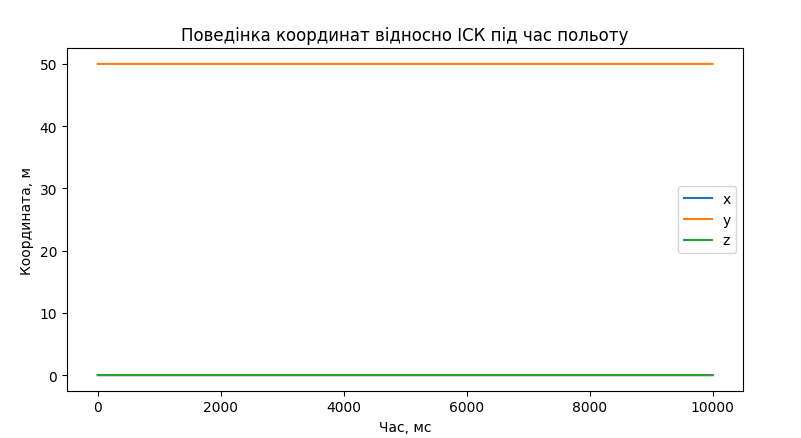 Поведінка координат відносно ІСК під час польоту
Координата, м
50
40
30
20
10
0
x
y
z
0 2000 4000 6000 8000 10000
Час, мс